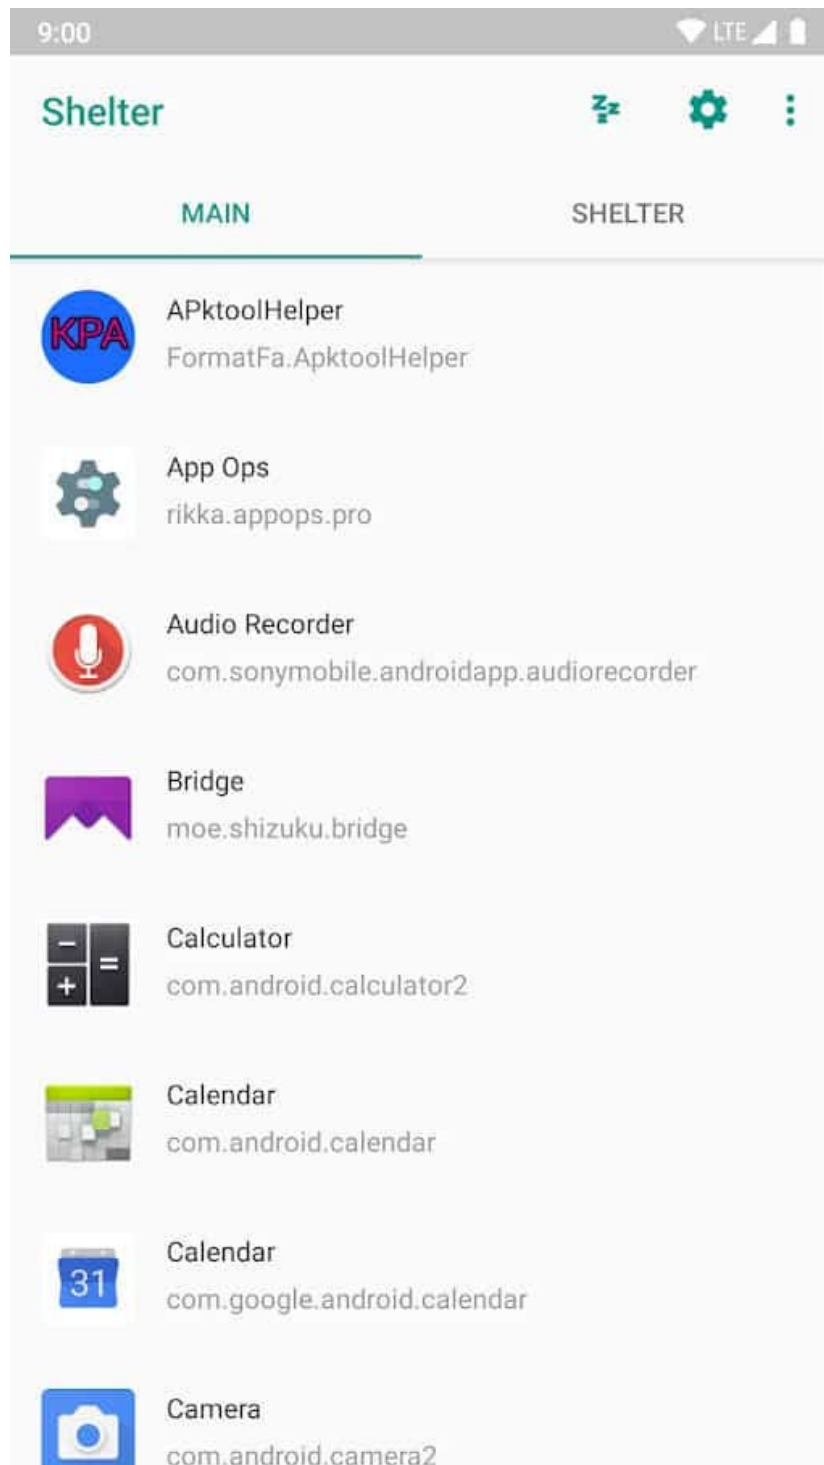 9:00 LTE
Shelter
MAIN SHELTER
KPA
APktoolHelper
FormatFa.ApktoolHelper
App Ops
rikka.appops.pro
Audio Recorder
com.sonymobile.androidapp.audiorecorder
Bridge
moe.shizuku.bridge
Calculator
com.android.calculator2
Calendar
com.android.calendar
31
Calendar
com.google.android.calendar
Camera
com.android.camera2